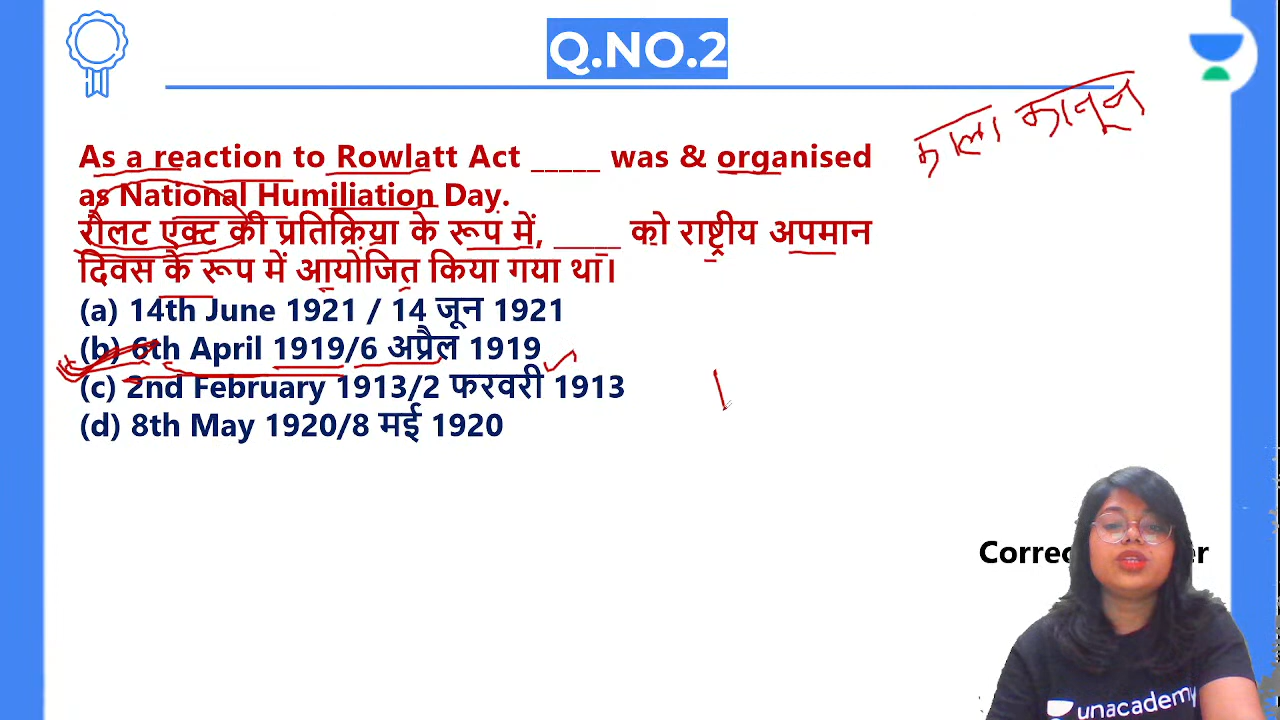 Q.NO.2
काला कानून
As a reaction to Rowlatt Act _____ was & organised
as National Humiliation Day.
रौलट एक्ट की प्रतिक्रिया के रूप में, _____ को राष्ट्रीय अपमान
दिवस के रूप में आयोजित किया गया था।
(a) 14th June 1921 / 14 जून 1921
(b) 6th April 1919/6 अप्रैल 1919
(c) 2nd February 1913/2 फरवरी 1913
(d) 8th May 1920/8 मई 1920
unacademy